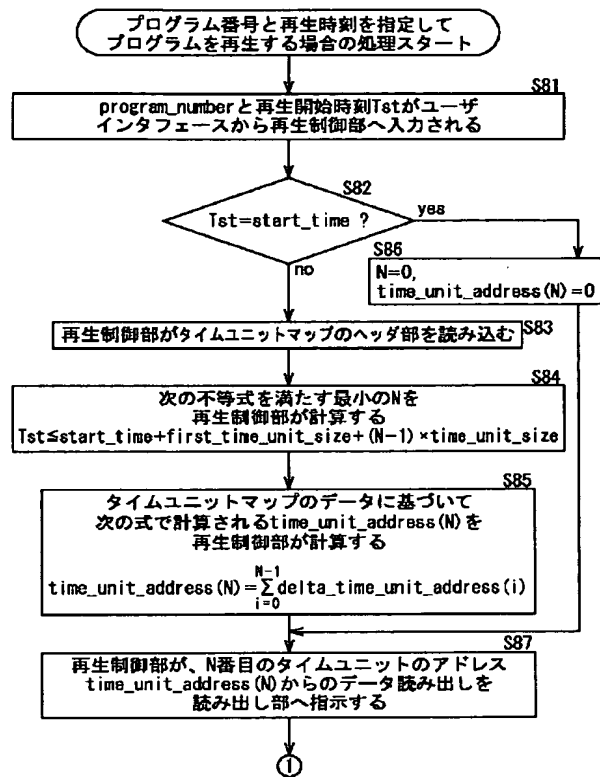 プログラム番号と再生時刻を指定して
プログラムを再生する場合の処理スタート
S81
program_numberと再生開始時刻Tstがユーザ
インタフェースから再生制御部へ入力される
S82
Tst=start_time ?
yes
no
S86
N=0,
time_unit_address(N)=0
再生制御部がタイムユニットマップのヘッダ部を読み込む
S83
S84
次の不等式を満たす最小のNを
再生制御部が計算する
Tst≦start_time+first_time_unit_size+(N-1)×time_unit_size
S85
タイムユニットマップのデータに基づいて
次の式で計算されるtime_unit_address(N)を
再生制御部が計算する
N-1
time_unit_address(N)=∑delta_time_unit_address(i)
i=0
S87
再生制御部が、N番目のタイムユニットのアドレス
time_unit_address(N)からのデータ読み出しを
読み出し部へ指示する
①